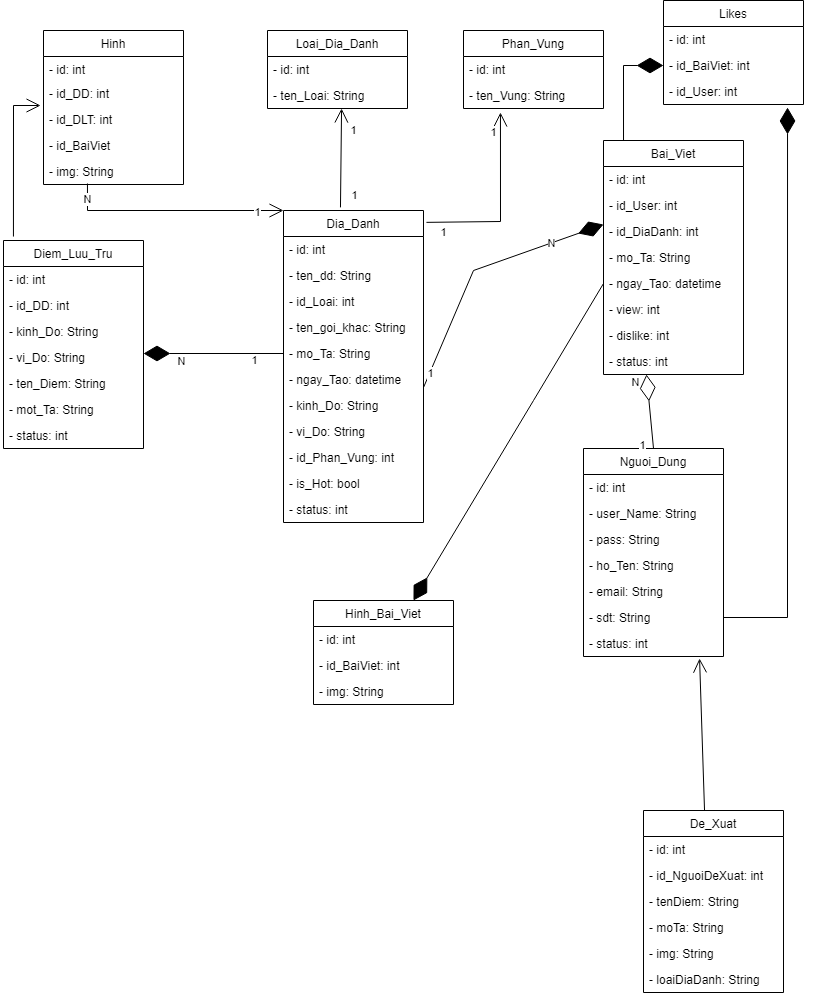 Hinh
- id: int
- id_DD: int
- id_DLT: int
- id_BaiViet
- img: String
N
1
Loai_Dia_Danh
- id: int
- ten_Loai: String
1
1
Phan_Vung
- id: int
- ten_Vung: String
1
1
Likes
- id: int
- id_BaiViet: int
- id_User: int
Bai_Viet
- id: int
- id_User: int
- id_DiaDanh: int
- mo_Ta: String
- ngay_Tao: datetime
- view: int
- dislike: int
- status: int
N
1
Dia_Danh
- id: int
- ten_dd: String
- id_Loai: int
- ten_goi_khac: String
- mo_Ta: String
- ngay_Tao: datetime
- kinh_Do: String
- vi_Do: String
- id_Phan_Vung: int
- is_Hot: bool
- status: int
N
1
Diem_Luu_Tru
- id: int
- id_DD: int
- kinh_Do: String
- vi_Do: String
- ten_Diem: String
- mot_Ta: String
- status: int
N
1
Nguoi_Dung
- id: int
- user_Name: String
- pass: String
- ho_Ten: String
- email: String
- sdt: String
- status: int
Hinh_Bai_Viet
- id: int
- id_BaiViet: int
- img: String
De_Xuat
- id: int
- id_NguoiDeXuat: int
- tenDiem: String
- moTa: String
- img: String
- loaiDiaDanh: String